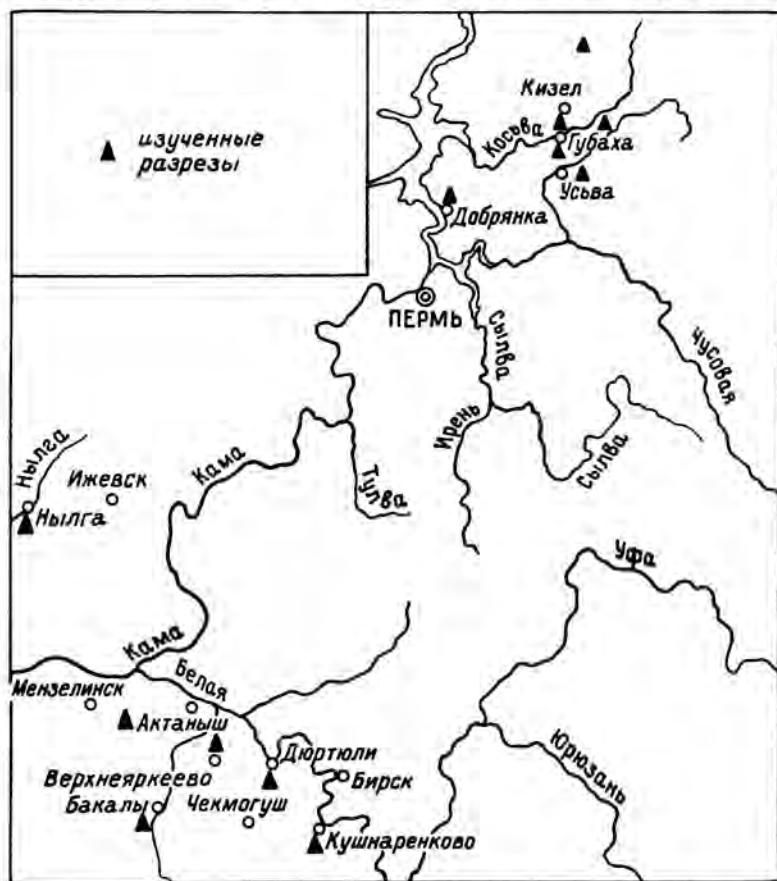 изученные
разрезы
Кизел
Косьва
Губаха
Усьва
Добрянка
ПЕРМЬ
Сылва
Чусовая
Ирень
Сылва
Кама
Тулва
Нылга
Ижевск
Нылга
Уфа
Кама
Белая
Мензелинск
Актаныш
Дюртюли
Верхнеяркеево
Бирск
Бакалы
Чекмогуш
Юрюзань
Кушнаренково